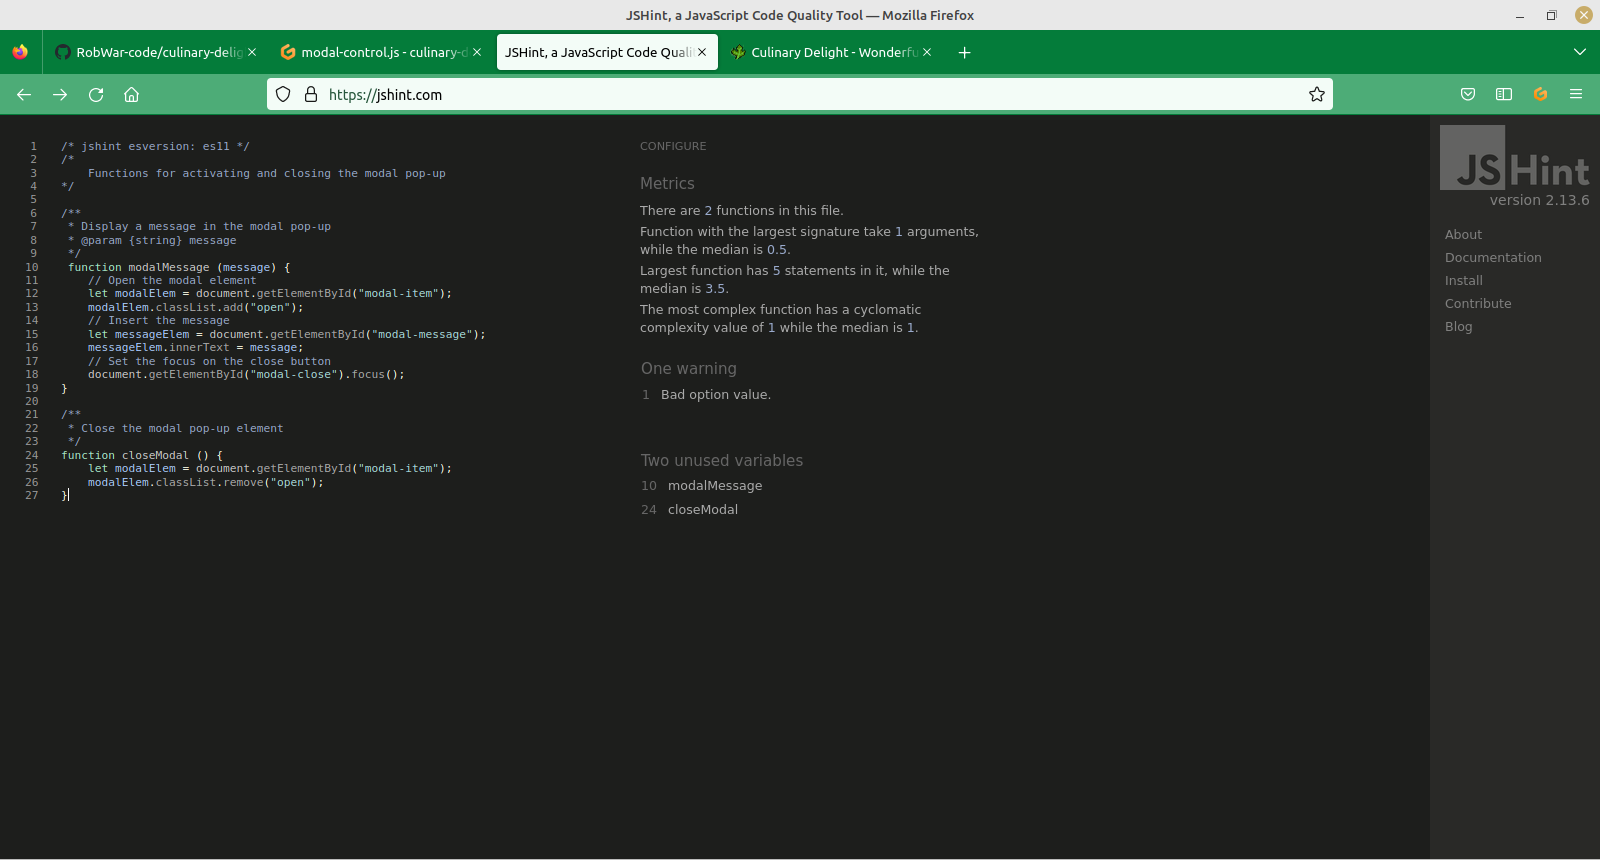 JSHint, a JavaScript Code Quality Tool — Mozilla Firefox
RobWar-code/culinary-delig
modal-control.js - culinary-d
JSHint, a JavaScript Code Quali
Culinary Delight - Wonderfu
https://jshint.com
1 /* jshint esversion: es11 */
2 /*
3 Functions for activating and closing the modal pop-up
4 */
5
6 /**
7 * Display a message in the modal pop-up
8 * @param {string} message
9 */
10 function modalMessage (message) {
11 // Open the modal element
12 let modalElem = document.getElementById("modal-item");
13 modalElem.classList.add("open");
14 // Insert the message
15 let messageElem = document.getElementById("modal-message");
16 messageElem.innerText = message;
17 // Set the focus on the close button
18 document.getElementById("modal-close").focus();
19 }
20
21 /**
22 * Close the modal pop-up element
23 */
24 function closeModal () {
25 let modalElem = document.getElementById("modal-item");
26 modalElem.classList.remove("open");
27 }
CONFIGURE
Metrics
There are 2 functions in this file.
Function with the largest signature take 1 arguments,
while the median is 0.5.
Largest function has 5 statements in it, while the
median is 3.5.
The most complex function has a cyclomatic
complexity value of 1 while the median is 1.
One warning
1 Bad option value.
Two unused variables
10 modalMessage
24 closeModal
JSHint
version 2.13.6
About
Documentation
Install
Contribute
Blog